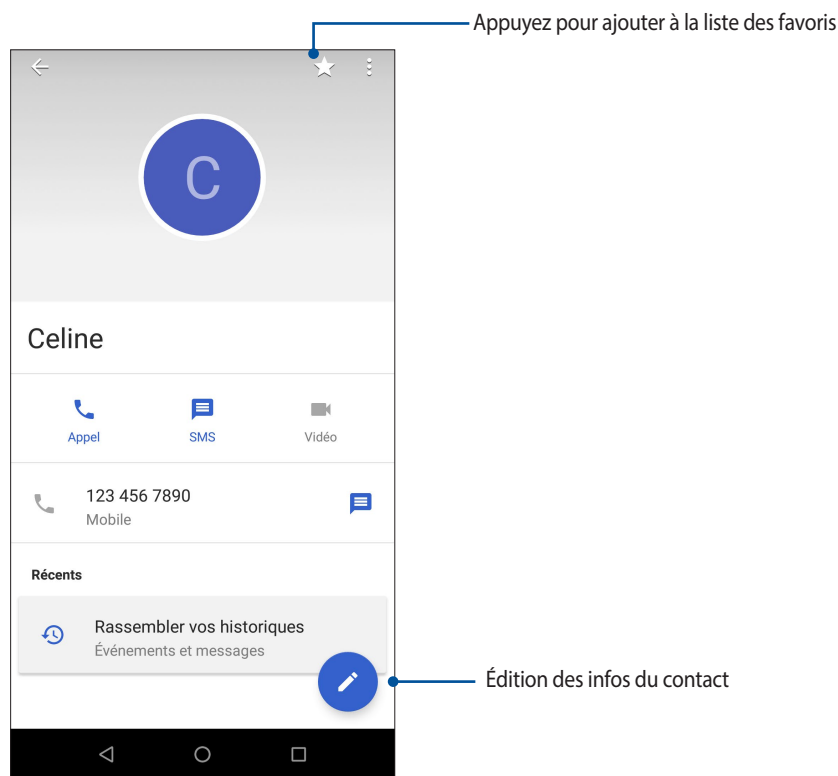 Appuyez pour ajouter à la liste des favoris
C
Celine
Appel
SMS
Vidéo
123 456 7890
Mobile
Récents
Rassembler vos historiques
Événements et messages
Édition des infos du contact